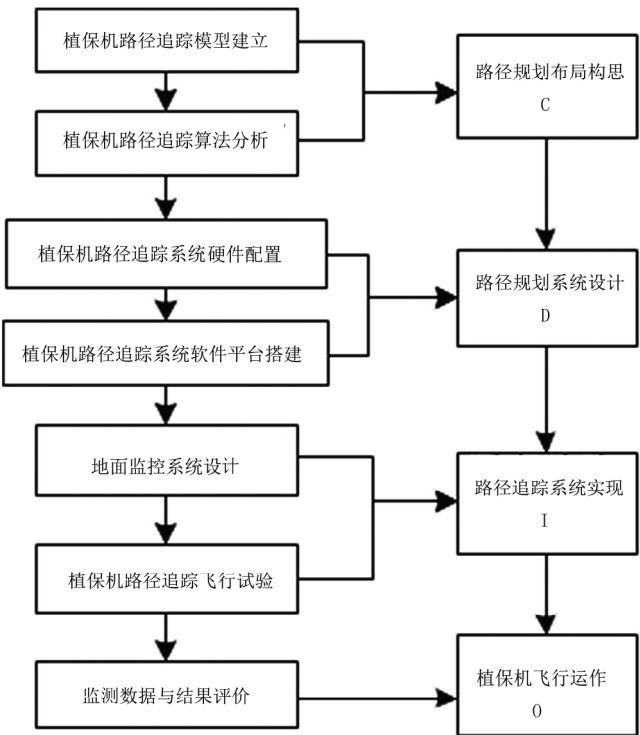 植保机路径追踪模型建立
植保机路径追踪算法分析
植保机路径追踪系统硬件配置
植保机路径追踪系统软件平台搭建
地面监控系统设计
植保机路径追踪飞行试验
监测数据与结果评价
路径规划布局构思
C
路径规划系统设计
D
路径追踪系统实现
I
植保机飞行运作
O